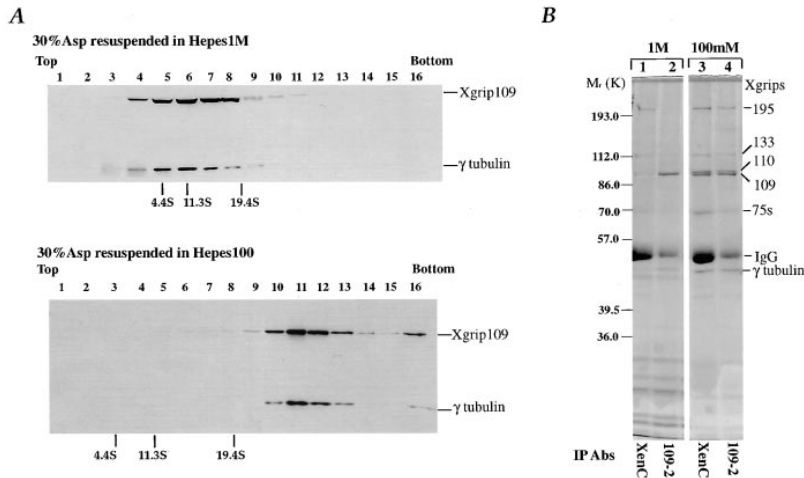 A
30%Asp resuspended in Hepes1M
Top Bottom
1 2 3 4 5 6 7 8 9 10 11 12 13 14 15 16
Xgrip109
γ tubulin
4.4S 11.3S 19.4S
30%Asp resuspended in Hepes100
Top Bottom
1 2 3 4 5 6 7 8 9 10 11 12 13 14 15 16
Xgrip109
γ tubulin
4.4S 11.3S 19.4S
B
1M 100mM
Mr (K) 1 2 3 4 Xgrips
193.0
112.0
86.0
70.0
57.0
39.5
36.0
195
133
110
109
75s
IgG
γ tubulin
IP Abs XenC 109-2 XenC 109-2